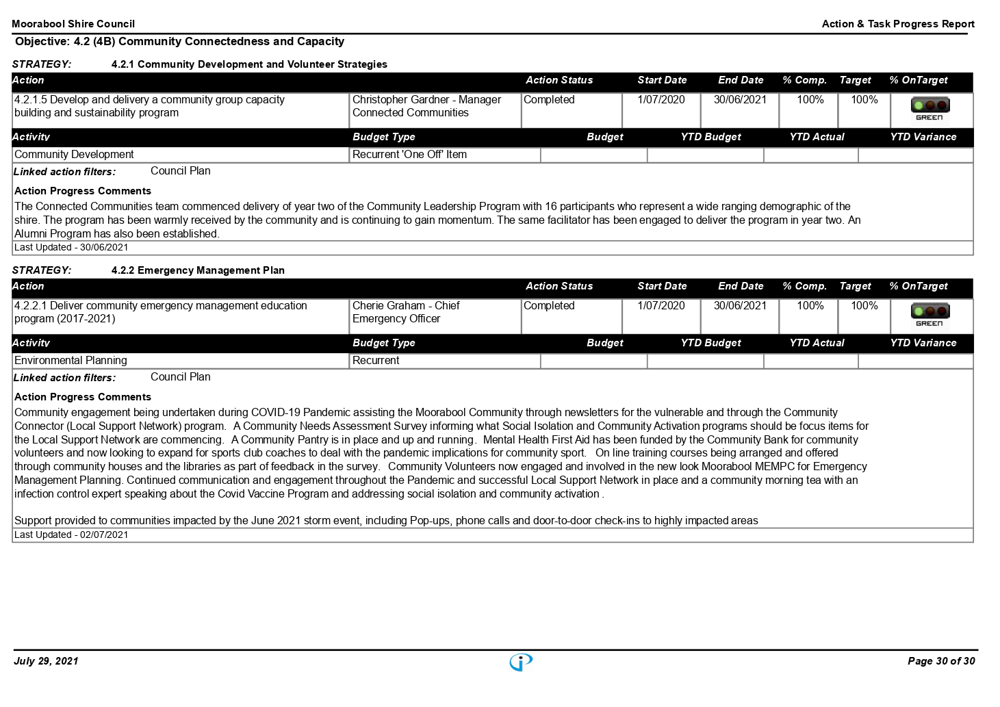 Moorabool Shire Council Action & Task Progress Report
Objective: 4.2 (4B) Community Connectedness and Capacity
STRATEGY: 4.2.1 Community Development and Volunteer Strategies
Action Action Status Start Date End Date % Comp. Target % OnTarget
4.2.1.5 Develop and delivery a community group capacity Christopher Gardner - Manager Completed 1/07/2020 30/06/2021 100% 100%
building and sustainability program Connected Communities
GREEN
Activity Budget Type Budget YTD Budget YTD Actual YTD Variance
Community Development Recurrent 'One Off' Item
Linked action filters: Council Plan
Action Progress Comments
The Connected Communities team commenced delivery of year two of the Community Leadership Program with 16 participants who represent a wide ranging demographic of the
shire. The program has been warmly received by the community and is continuing to gain momentum. The same facilitator has been engaged to deliver the program in year two. An
Alumni Program has also been established.
Last Updated - 30/06/2021
STRATEGY: 4.2.2 Emergency Management Plan
Action Action Status Start Date End Date % Comp. Target % OnTarget
4.2.2.1 Deliver community emergency management education Cherie Graham - Chief Completed 1/07/2020 30/06/2021 100% 100%
program (2017-2021) Emergency Officer
GREEN
Activity Budget Type Budget YTD Budget YTD Actual YTD Variance
Environmental Planning Recurrent
Linked action filters: Council Plan
Action Progress Comments
Community engagement being undertaken during COVID-19 Pandemic assisting the Moorabool Community through newsletters for the vulnerable and through the Community
Connector (Local Support Network) program. A Community Needs Assessment Survey informing what Social Isolation and Community Activation programs should be focus items for
the Local Support Network are commencing. A Community Pantry is in place and up and running. Mental Health First Aid has been funded by the Community Bank for community
volunteers and now looking to expand for sports club coaches to deal with the pandemic implications for community sport. On line training courses being arranged and offered
through community houses and the libraries as part of feedback in the survey. Community Volunteers now engaged and involved in the new look Moorabool MEMPC for Emergency
Management Planning. Continued communication and engagement throughout the Pandemic and successful Local Support Network in place and a community morning tea with an
infection control expert speaking about the Covid Vaccine Program and addressing social isolation and community activation .
Support provided to communities impacted by the June 2021 storm event, including Pop-ups, phone calls and door-to-door check-ins to highly impacted areas
Last Updated - 02/07/2021
July 29, 2021 Page 30 of 30